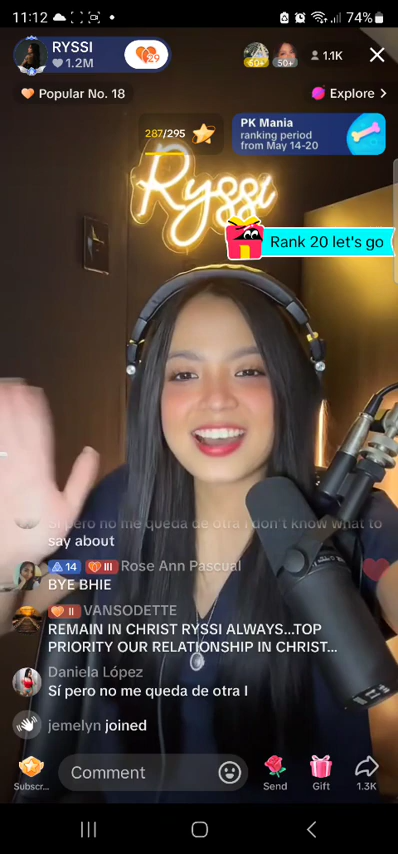 11:12
74%
RYSSI
1.2M
29
60+
50+
1.1K
Popular No. 18
Explore >
287/295
PK Mania
ranking period
from May 14-20
Ryssi
Rank 20 let's go
Sí pero no me queda de otra I don't know what to
say about
14 III Rose Ann Pascual
BYE BHIE
II VANSODETTE
REMAIN IN CHRIST RYSSI ALWAYS...TOP
PRIORITY OUR RELATIONSHIP IN CHRIST...
Daniela López
Sí pero no me queda de otra I
jemelyn joined
Subscr...
Comment
Send
Gift
1.3K